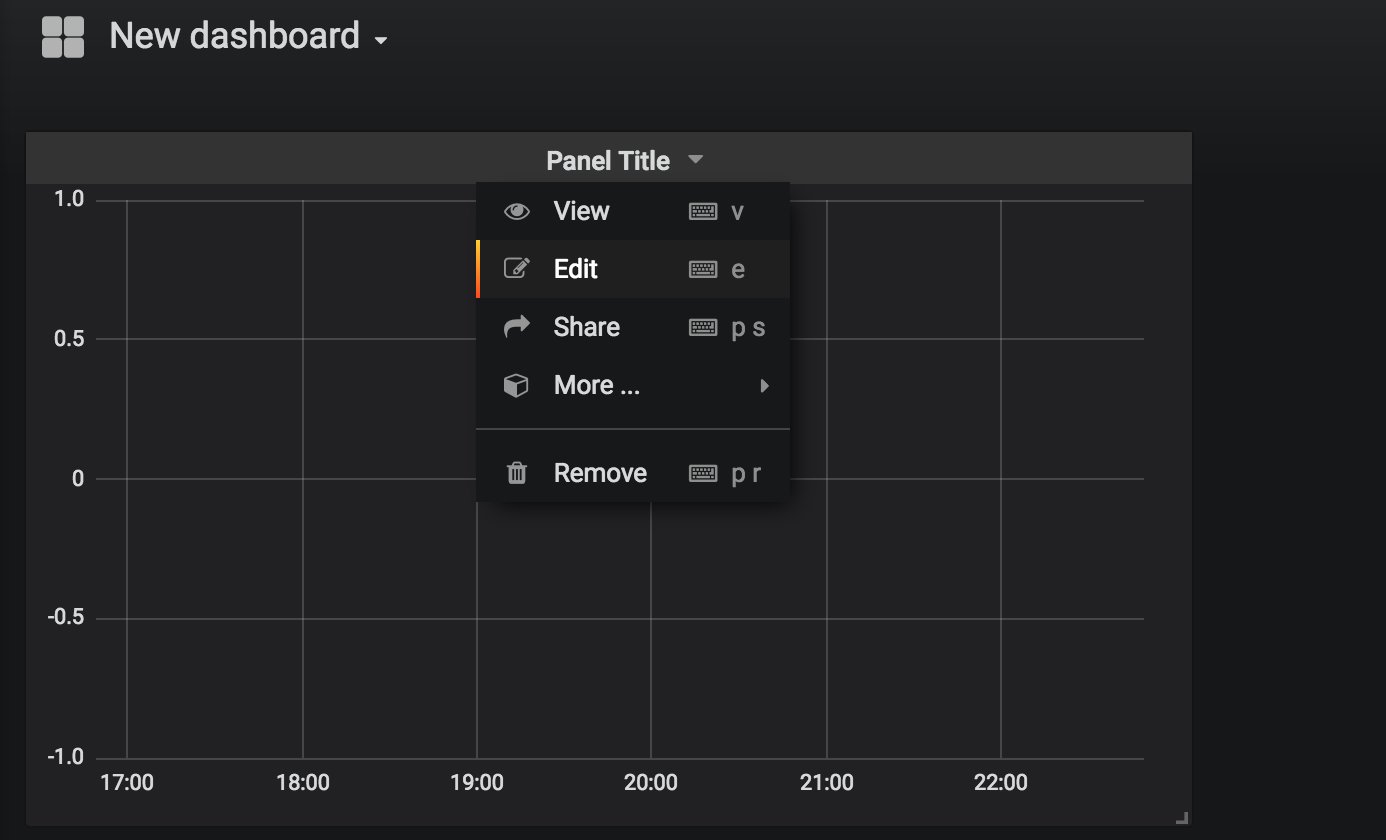 New dashboard
Panel Title
View v
Edit e
Share p s
More ...
Remove p r
1.0
0.5
0
-0.5
-1.0
17:00 18:00 19:00 20:00 21:00 22:00